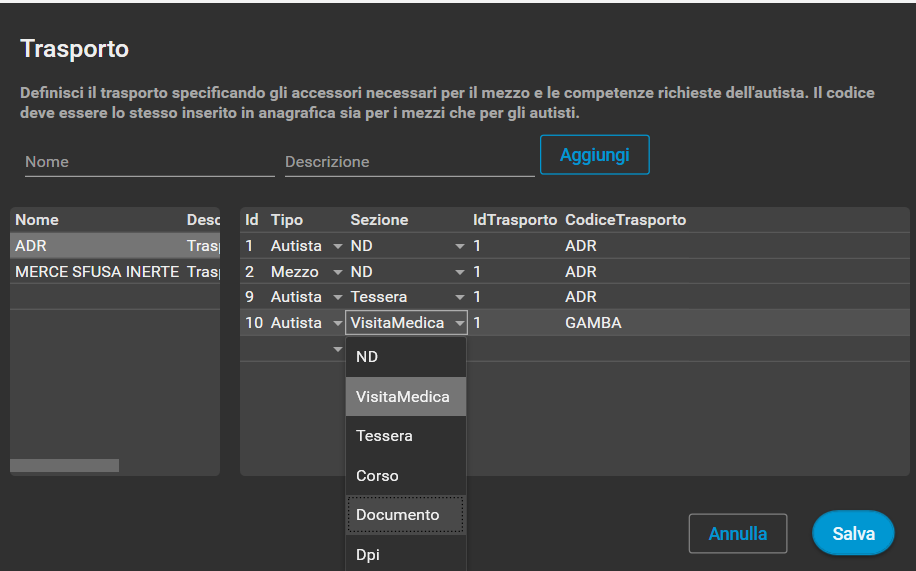 Trasporto
Definisci il trasporto specificando gli accessori necessari per il mezzo e le competenze richieste dell'autista. Il codice
deve essere lo stesso inserito in anagrafica sia per i mezzi che per gli autisti.
Nome Descrizione Aggiungi
Nome Desc
ADR Trasp
MERCE SFUSA INERTE Trasp
Id Tipo Sezione IdTrasporto CodiceTrasporto
1 Autista ND 1 ADR
2 Mezzo ND 1 ADR
9 Autista Tessera 1 ADR
10 Autista VisitaMedica 1 GAMBA
ND
VisitaMedica
Tessera
Corso
Documento
Dpi
Annulla Salva